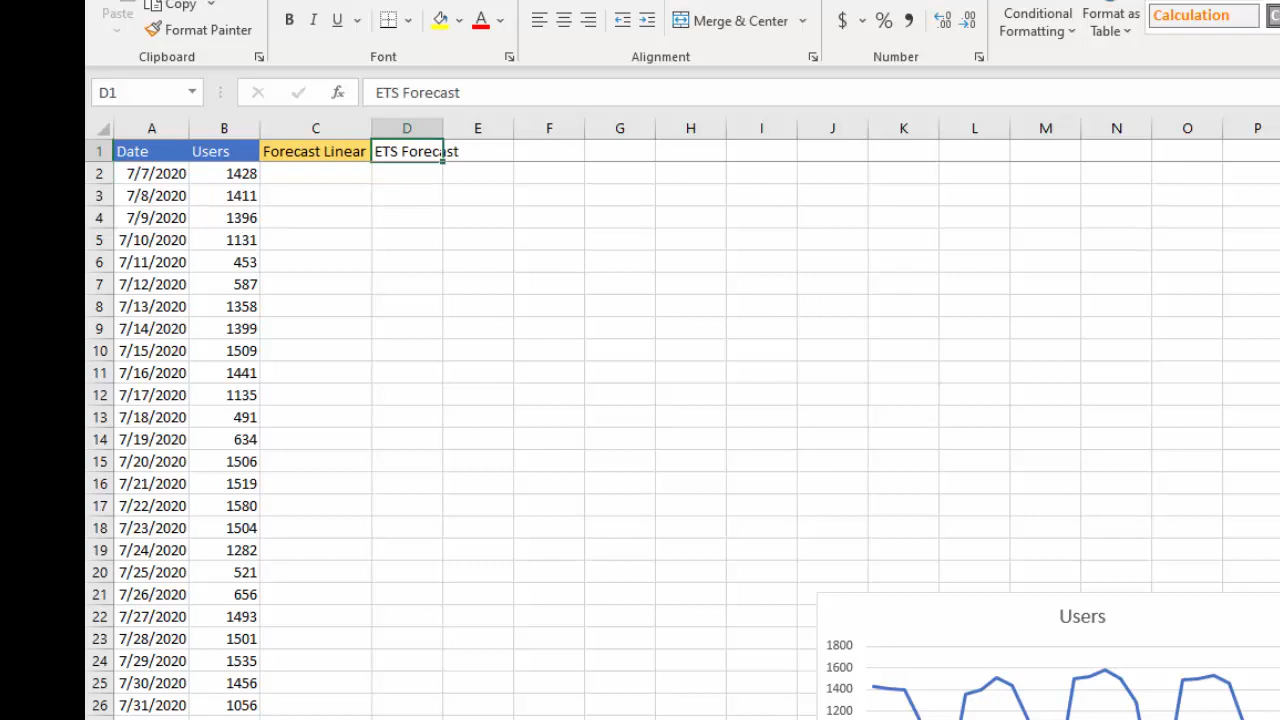 Paste
Copy
Format Painter
Clipboard
B I U
A
Font
Merge & Center
Alignment
$ % ,
Number
Conditional Formatting
Format as Table
Calculation
D1
fx
ETS Forecast
A B C D E F G H I J K L M N O P
1 Date Users Forecast Linear ETS Forecast
2 7/7/2020 1428
3 7/8/2020 1411
4 7/9/2020 1396
5 7/10/2020 1131
6 7/11/2020 453
7 7/12/2020 587
8 7/13/2020 1358
9 7/14/2020 1399
10 7/15/2020 1509
11 7/16/2020 1441
12 7/17/2020 1135
13 7/18/2020 491
14 7/19/2020 634
15 7/20/2020 1506
16 7/21/2020 1519
17 7/22/2020 1580
18 7/23/2020 1504
19 7/24/2020 1282
20 7/25/2020 521
21 7/26/2020 656
22 7/27/2020 1493
23 7/28/2020 1501
24 7/29/2020 1535
25 7/30/2020 1456
26 7/31/2020 1056
Users
1800
1600
1400
1200